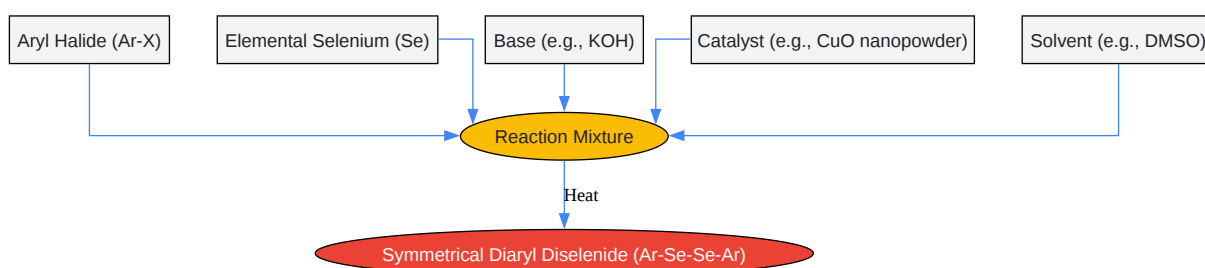 Aryl Halide (Ar-X)
Elemental Selenium (Se)
Base (e.g., KOH)
Catalyst (e.g., CuO nanopowder)
Solvent (e.g., DMSO)
Reaction Mixture
Heat
Symmetrical Diaryl Diselenide (Ar-Se-Se-Ar)